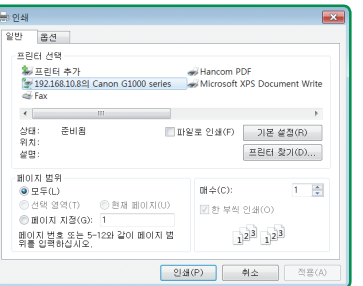 인쇄
일반 옵션
프린터 선택
프린터 추가
Hancom PDF
192.168.10.8의 Canon G1000 series
Microsoft XPS Document Write
Fax
상태: 준비됨
파일로 인쇄(F)
기본 설정(R)
위치:
설명:
프린터 찾기(D)...
페이지 범위
모두(L)
매수(C): 1
선택 영역(T) 현재 페이지(U)
한 부씩 인쇄(O)
페이지 지정(G): 1
페이지 번호 또는 5-12와 같이 페이지 범
위를 입력하십시오.
1 2 3 1 2 3
인쇄(P) 취소 적용(A)